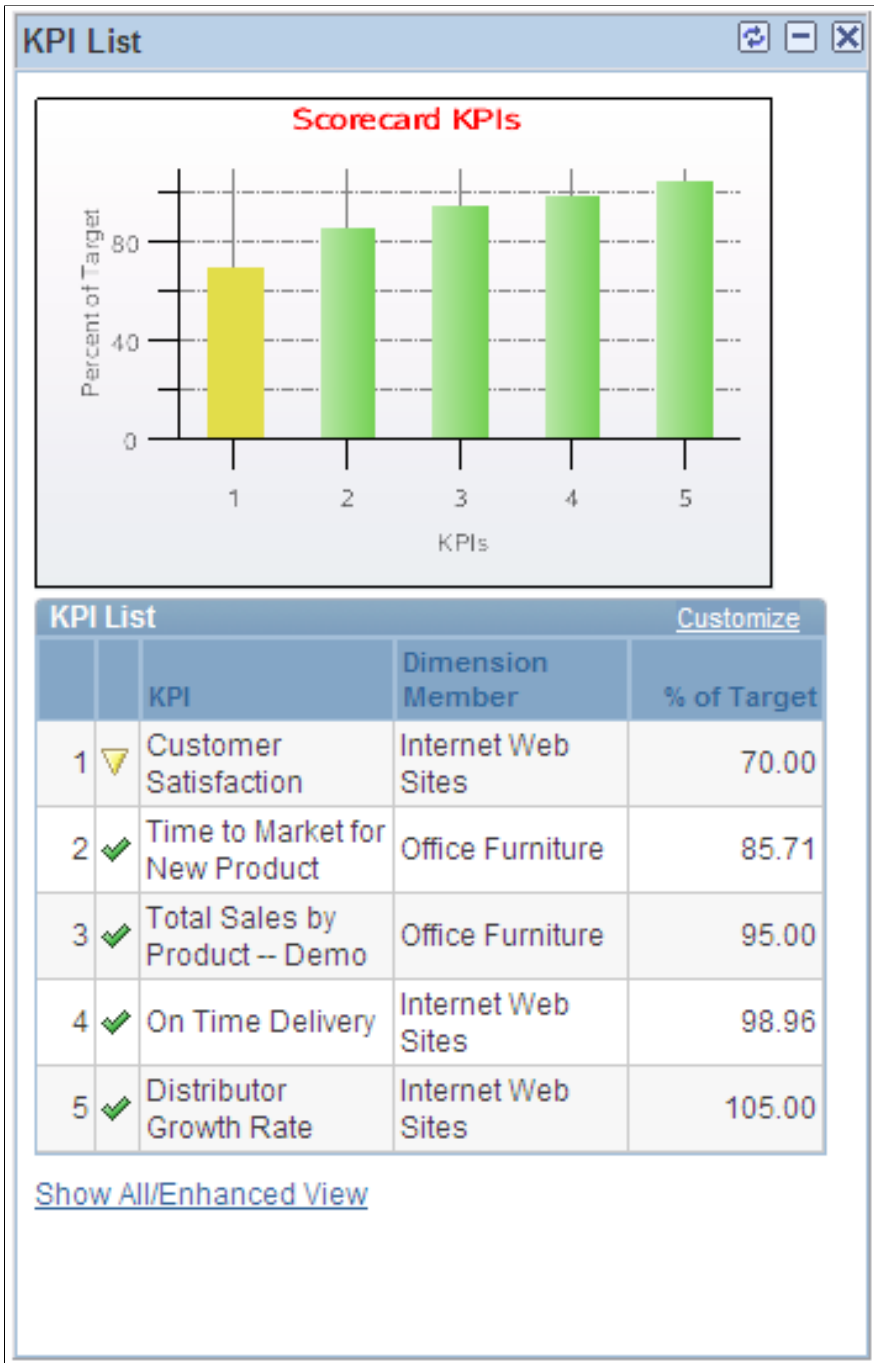 KPI List
Scorecard KPIs
Percent of Target
80
40
0
1 2 3 4 5
KPIs
KPI List Customize
KPI Dimension Member % of Target
1 Customer Satisfaction Internet Web Sites 70.00
2 Time to Market for New Product Office Furniture 85.71
3 Total Sales by Product -- Demo Office Furniture 95.00
4 On Time Delivery Internet Web Sites 98.96
5 Distributor Growth Rate Internet Web Sites 105.00
Show All/Enhanced View